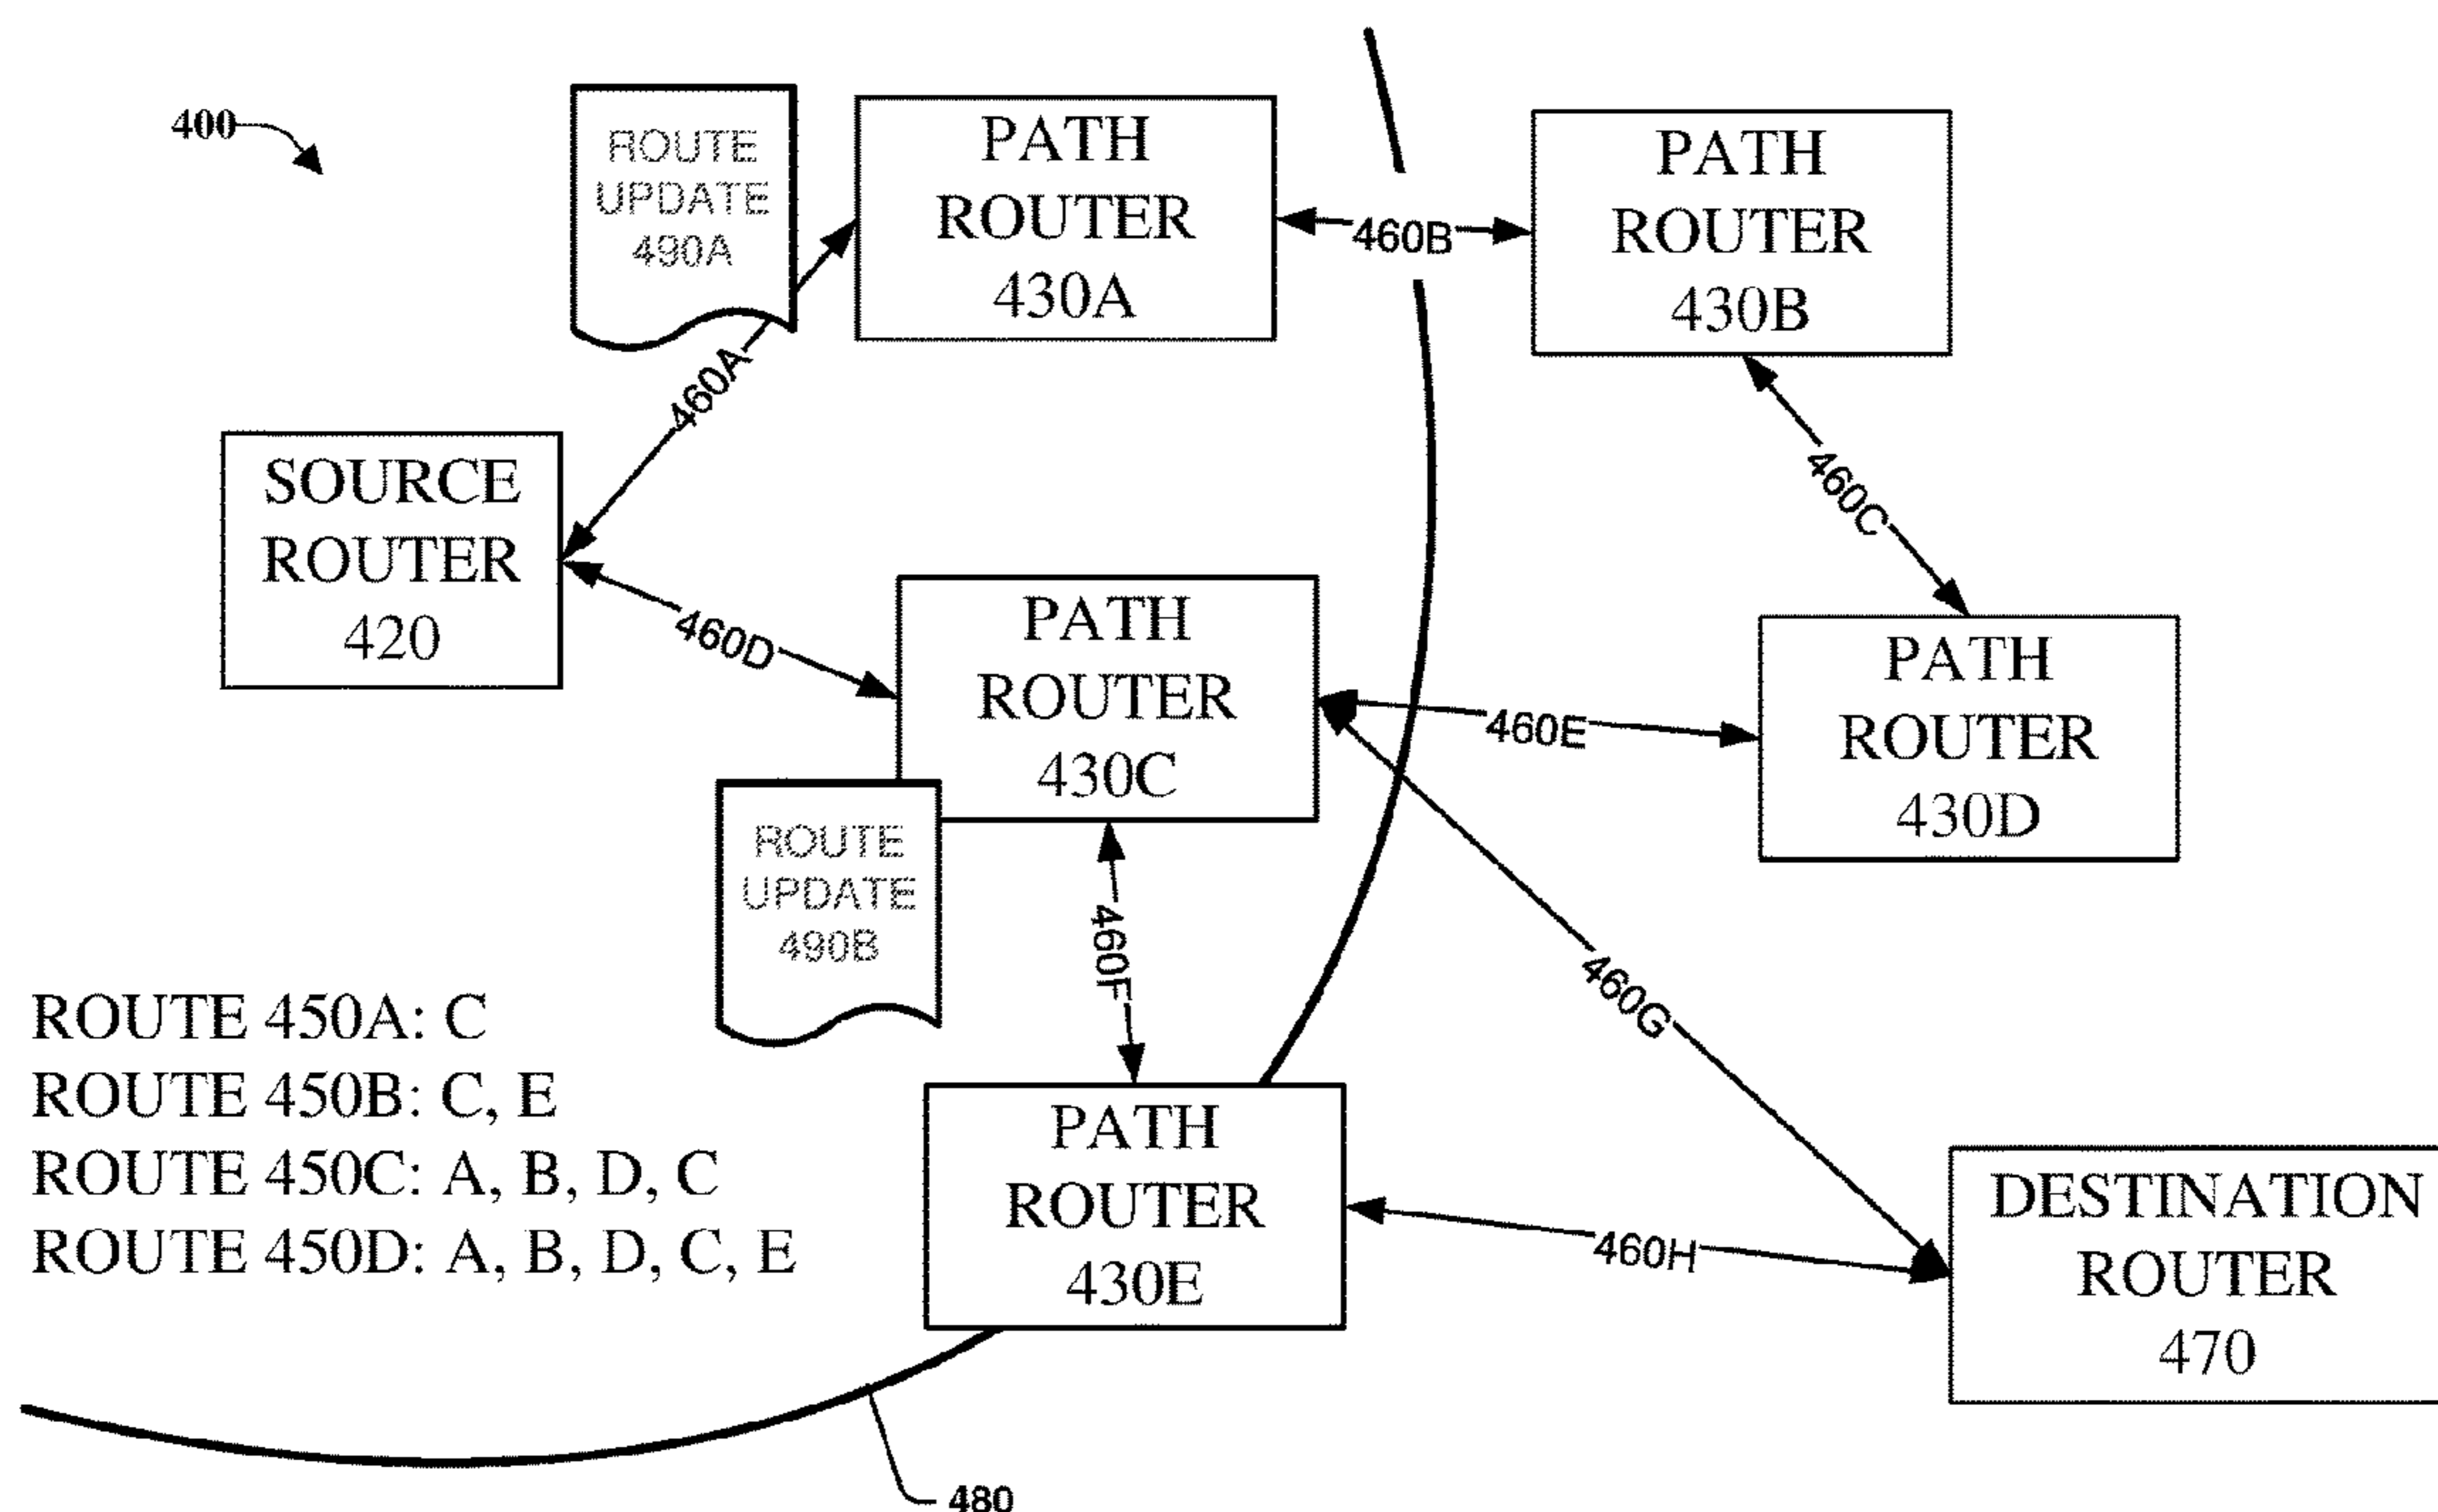 400
ROUTE
UPDATE
490A
PATH
ROUTER
430A
460B
PATH
ROUTER
430B
460A
460C
SOURCE
ROUTER
420
460D
PATH
ROUTER
430C
460E
PATH
ROUTER
430D
ROUTE
UPDATE
490B
460F
460G
ROUTE 450A: C
ROUTE 450B: C, E
ROUTE 450C: A, B, D, C
ROUTE 450D: A, B, D, C, E
PATH
ROUTER
430E
460H
DESTINATION
ROUTER
470
480